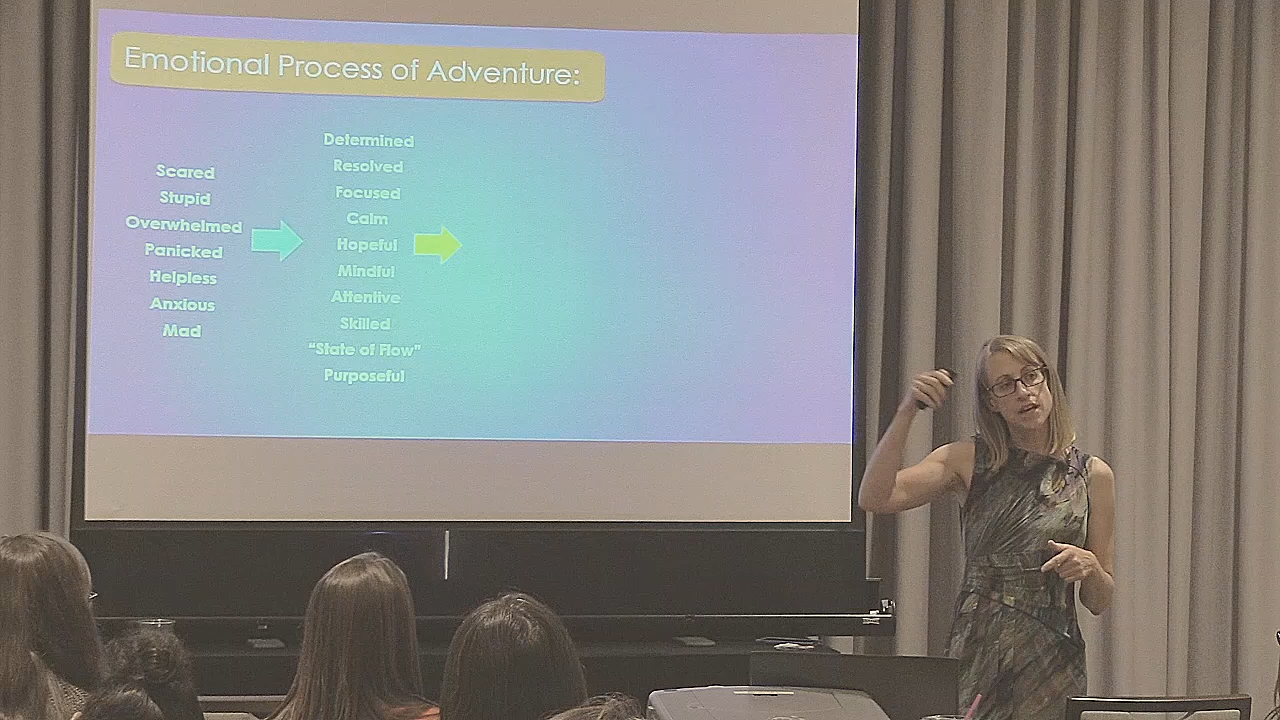 Emotional Process of Adventure:
Scared
Stupid
Overwhelmed
Panicked
Helpless
Anxious
Mad
Determined
Resolved
Focused
Calm
Hopeful
Mindful
Attentive
Skilled
“State of Flow”
Purposeful